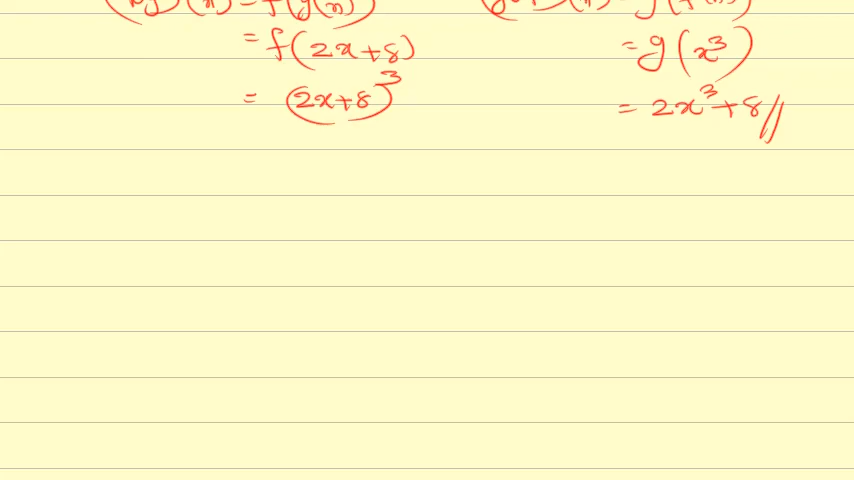 (x) = f(g(x))
= f(2x+8)
= (2x+8)³
= g(x³)
= 2x³+8//